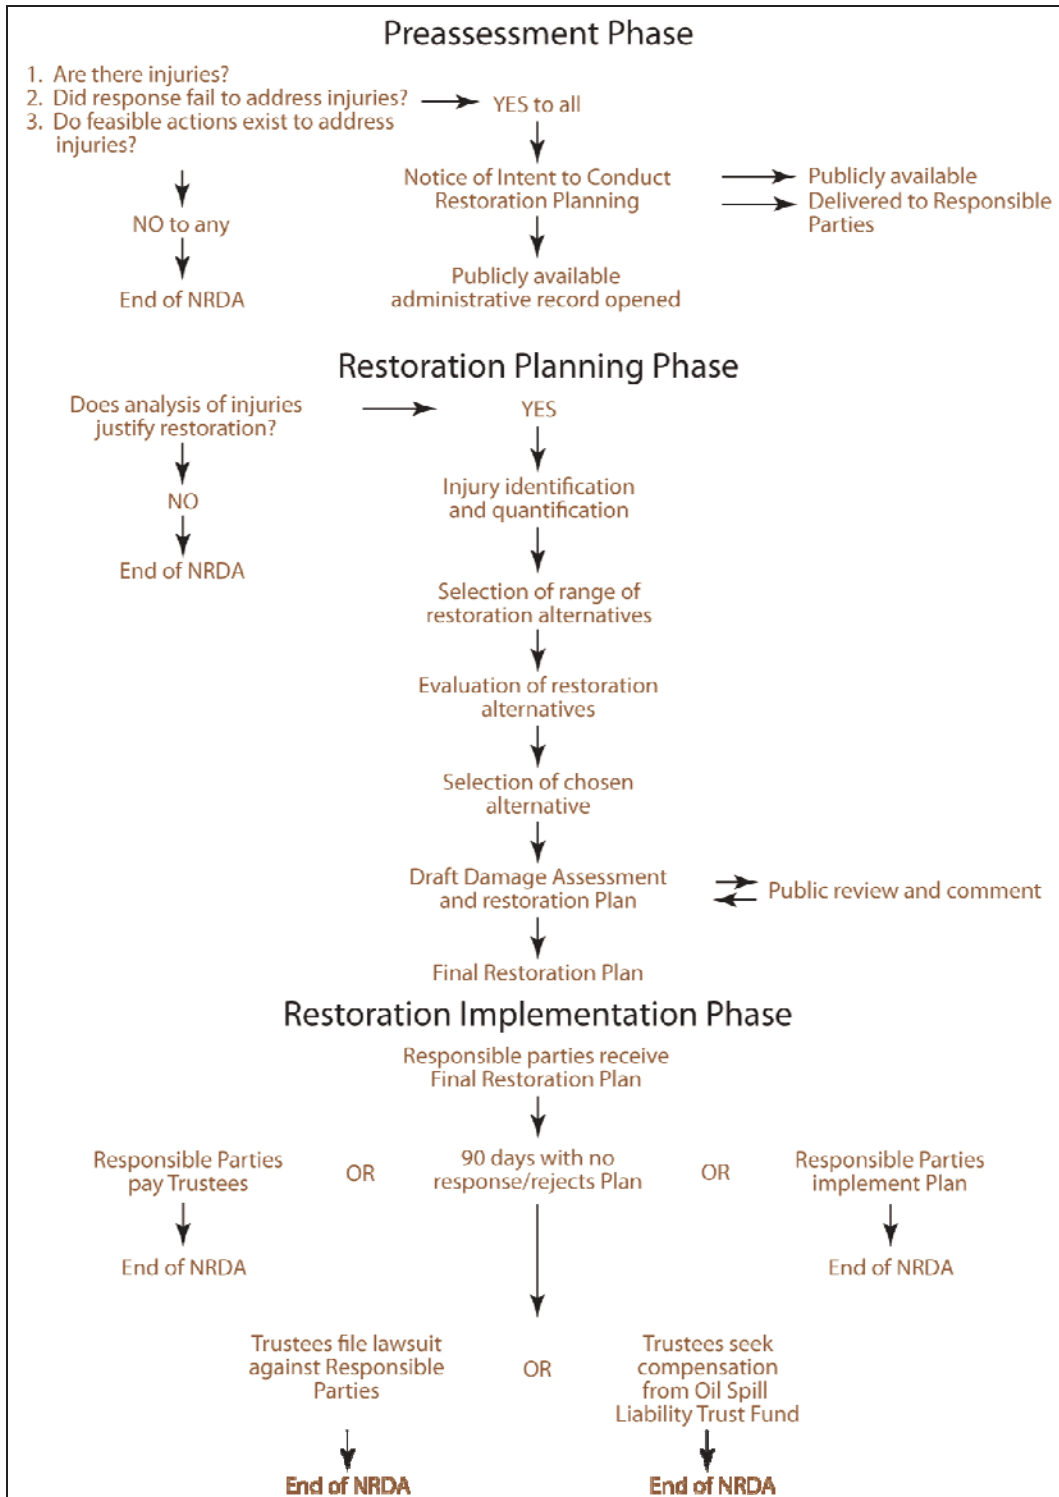 Preassessment Phase
1. Are there injuries?
2. Did response fail to address injuries?
3. Do feasible actions exist to address
injuries?
YES to all
NO to any
End of NRDA
Notice of Intent to Conduct
Restoration Planning
Publicly available
Delivered to Responsible
Parties
Publicly available
administrative record opened
Restoration Planning Phase
Does analysis of injuries
justify restoration?
YES
NO
End of NRDA
Injury identification
and quantification
Selection of range of
restoration alternatives
Evaluation of restoration
alternatives
Selection of chosen
alternative
Draft Damage Assessment
and restoration Plan
Public review and comment
Final Restoration Plan
Restoration Implementation Phase
Responsible parties receive
Final Restoration Plan
Responsible Parties
pay Trustees
OR
90 days with no
response/rejects Plan
OR
Responsible Parties
implement Plan
End of NRDA
End of NRDA
Trustees file lawsuit
against Responsible
Parties
OR
Trustees seek
compensation
from Oil Spill
Liability Trust Fund
End of NRDA
End of NRDA